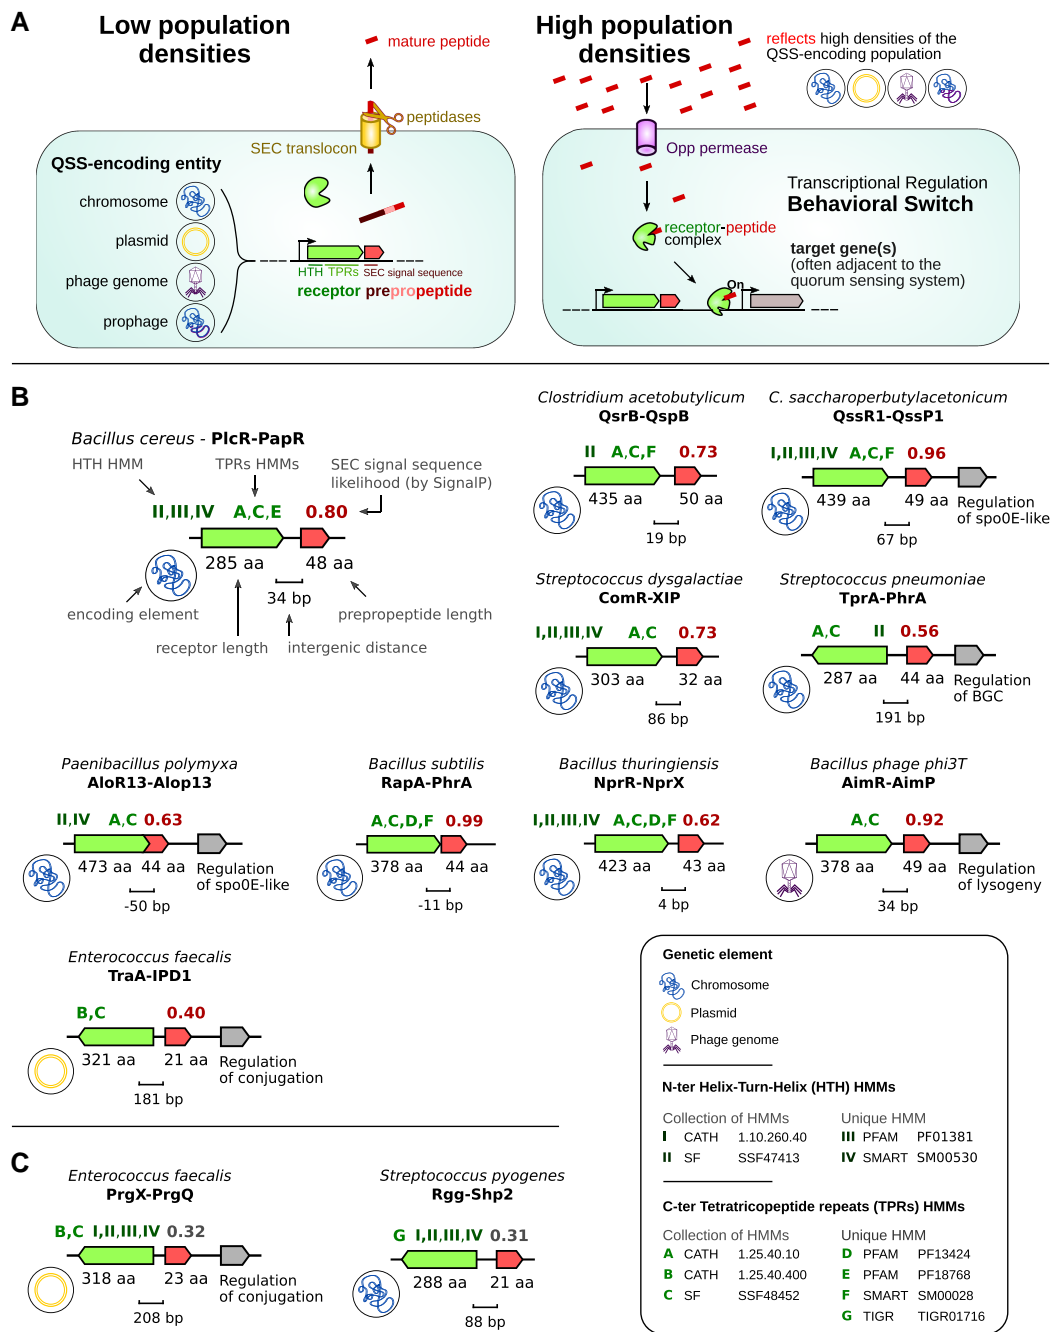 A
Low population
densities
mature peptide
peptidases
SEC translocon
QSS-encoding entity
chromosome
plasmid
phage genome
prophage
HTH TPRs SEC signal sequence
receptor prepropeptide
High population
densities
reflects high densities of the
QSS-encoding population
Opp permease
Transcriptional Regulation
Behavioral Switch
receptor-peptide
complex
target gene(s)
(often adjacent to the
quorum sensing system)
On
B
Bacillus cereus - PlcR-PapR
HTH HMM
TPRs HMMs
SEC signal sequence
likelihood (by SignalP)
II,III,IV A,C,E 0.80
285 aa 48 aa
34 bp
encoding element
prepropeptide length
receptor length
intergenic distance
Clostridium acetobutylicum
QsrB-QspB
II A,C,F 0.73
435 aa 50 aa
19 bp
C. saccharoperbutylacetonicum
QssR1-QssP1
I,II,III,IV A,C,F 0.96
439 aa 49 aa Regulation
of spo0E-like
67 bp
Streptococcus dysgalactiae
ComR-XIP
I,II,III,IV A,C 0.73
303 aa 32 aa
86 bp
Streptococcus pneumoniae
TprA-PhrA
A,C II 0.56
287 aa 44 aa Regulation
of BGC
191 bp
Paenibacillus polymyxa
AloR13-Alop13
II,IV A,C 0.63
473 aa 44 aa Regulation
of spo0E-like
-50 bp
Bacillus subtilis
RapA-PhrA
A,C,D,F 0.99
378 aa 44 aa
-11 bp
Bacillus thuringiensis
NprR-NprX
I,II,III,IV A,C,D,F 0.62
423 aa 43 aa
4 bp
Bacillus phage phi3T
AimR-AimP
A,C 0.92
378 aa 49 aa Regulation
of lysogeny
34 bp
Enterococcus faecalis
TraA-IPD1
B,C 0.40
321 aa 21 aa Regulation
of conjugation
181 bp
Genetic element
Chromosome
Plasmid
Phage genome
N-ter Helix-Turn-Helix (HTH) HMMs
Collection of HMMs Unique HMM
I CATH 1.10.260.40 III PFAM PF01381
II SF SSF47413 IV SMART SM00530
C-ter Tetratricopeptide repeats (TPRs) HMMs
Collection of HMMs Unique HMM
A CATH 1.25.40.10 D PFAM PF13424
B CATH 1.25.40.400 E PFAM PF18768
C SF SSF48452 F SMART SM00028
G TIGR TIGR01716
C
Enterococcus faecalis
PrgX-PrgQ
B,C I,II,III,IV 0.32
318 aa 23 aa Regulation
of conjugation
208 bp
Streptococcus pyogenes
Rgg-Shp2
G I,II,III,IV 0.31
288 aa 21 aa
88 bp